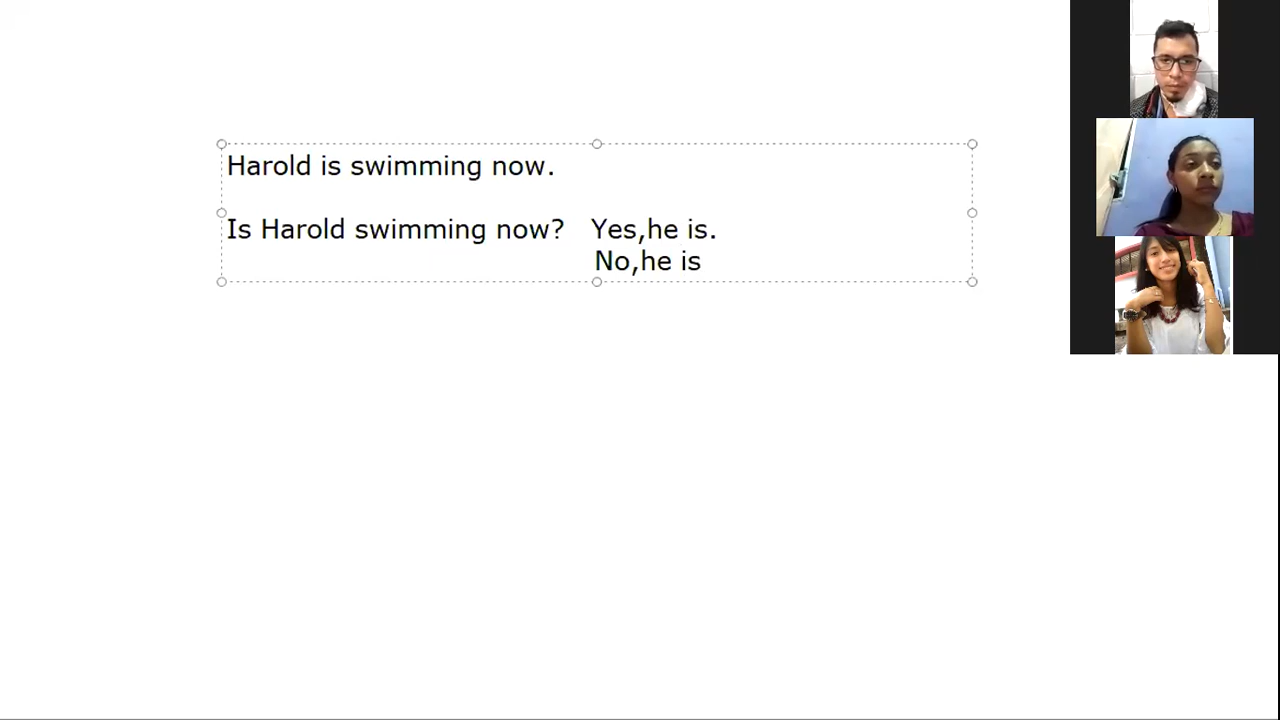 Harold is swimming now.
Is Harold swimming now? Yes,he is.
No,he is